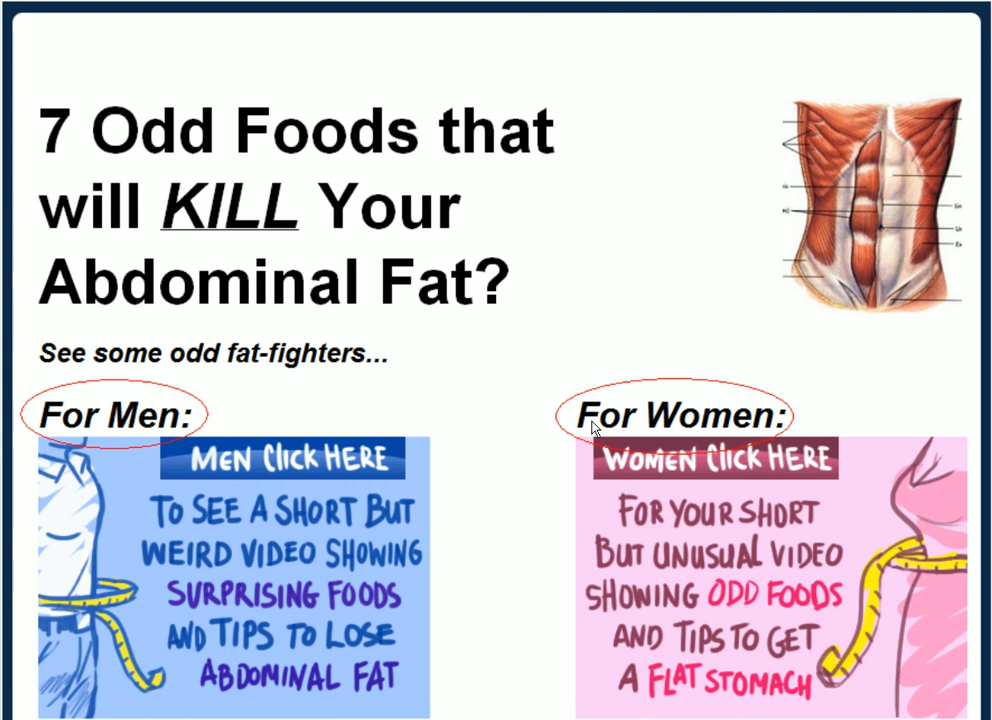 7 Odd Foods that
will KILL Your
Abdominal Fat?
See some odd fat-fighters...
For Men:
MEN CLICK HERE
TO SEE A SHORT BUT
WEIRD VIDEO SHOWING
SURPRISING FOODS
AND TIPS TO LOSE
ABDOMINAL FAT
For Women:
WOMEN CLICK HERE
FOR YOUR SHORT
BUT UNUSUAL VIDEO
SHOWING ODD FOODS
AND TIPS TO GET
A FLAT STOMACH